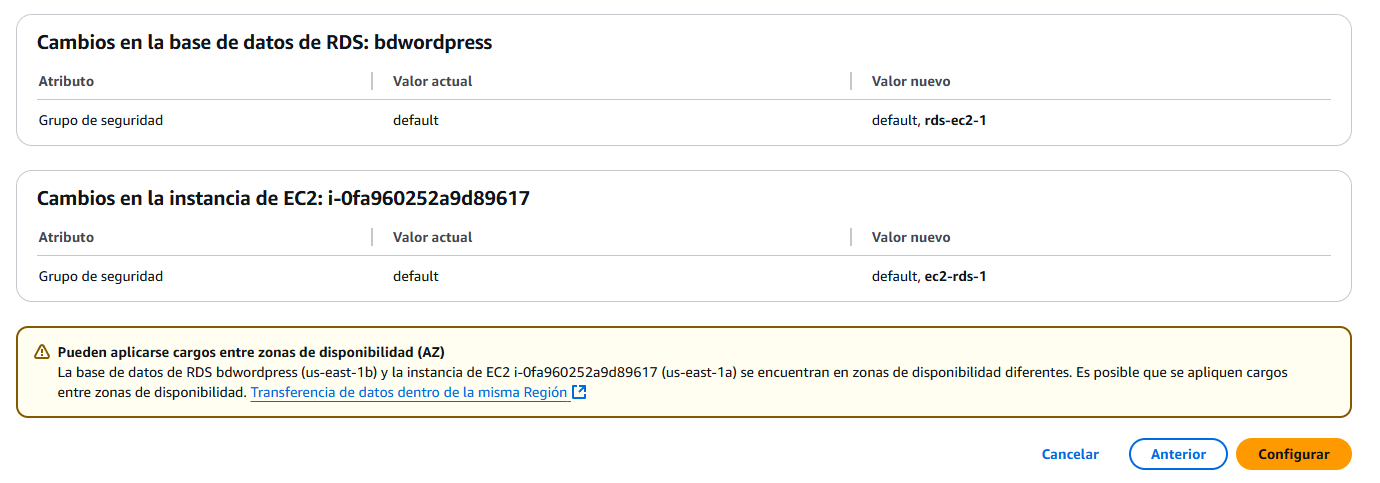 Cambios en la base de datos de RDS: bdwordpress
Atributo Valor actual Valor nuevo
Grupo de seguridad default default, rds-ec2-1
Cambios en la instancia de EC2: i-0fa960252a9d89617
Atributo Valor actual Valor nuevo
Grupo de seguridad default default, ec2-rds-1
Pueden aplicarse cargos entre zonas de disponibilidad (AZ)
La base de datos de RDS bdwordpress (us-east-1b) y la instancia de EC2 i-0fa960252a9d89617 (us-east-1a) se encuentran en zonas de disponibilidad diferentes. Es posible que se apliquen cargos
entre zonas de disponibilidad. Transferencia de datos dentro de la misma Región
Cancelar Anterior Configurar